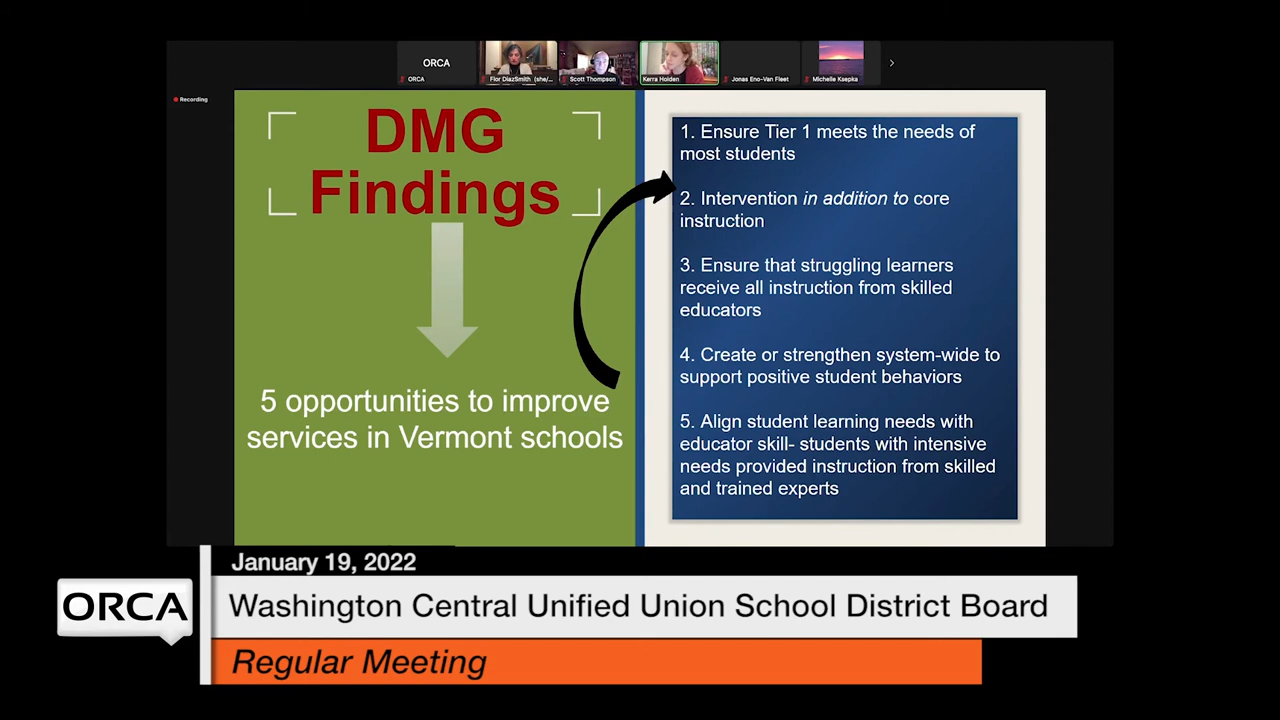 ORCA
ORCA
Flor DiazSmith (she/...
Scott Thompson
Kerra Holden
Jonas Eno-Van Fleet
Michelle Ksepka
Recording
DMG
Findings
5 opportunities to improve
services in Vermont schools
1. Ensure Tier 1 meets the needs of
most students
2. Intervention in addition to core
instruction
3. Ensure that struggling learners
receive all instruction from skilled
educators
4. Create or strengthen system-wide to
support positive student behaviors
5. Align student learning needs with
educator skill- students with intensive
needs provided instruction from skilled
and trained experts
January 19, 2022
ORCA
Washington Central Unified Union School District Board
Regular Meeting